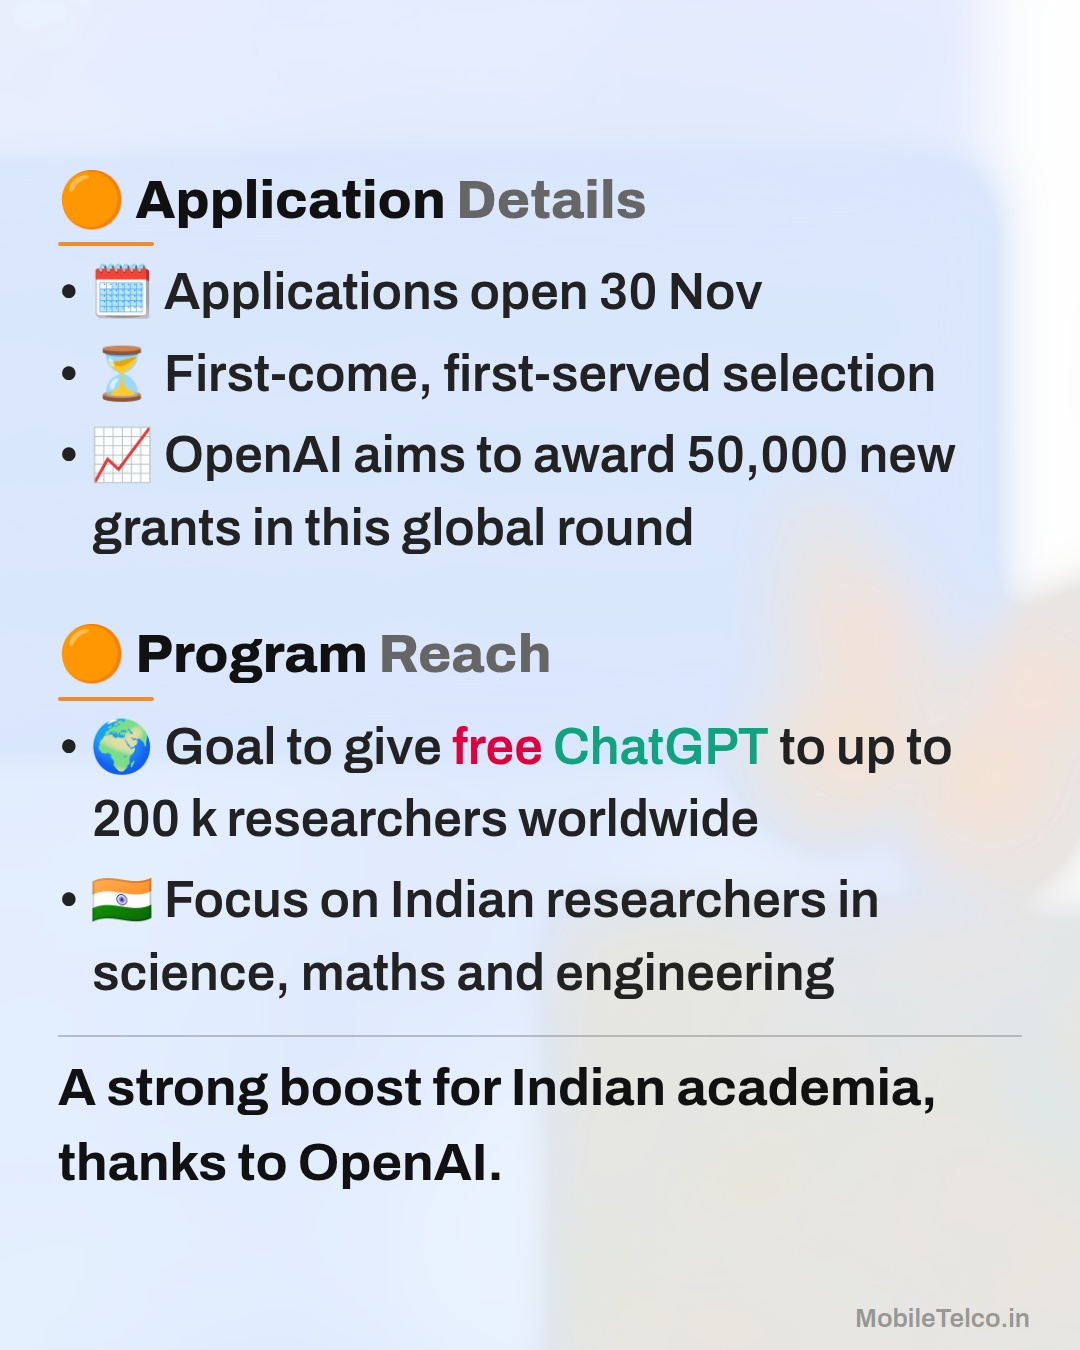 🟠 Application Details
• 🗓️ Applications open 30 Nov
• ⏳ First-come, first-served selection
• 📈 OpenAI aims to award 50,000 new
grants in this global round
🟠 Program Reach
• 🌍 Goal to give free ChatGPT to up to
200 k researchers worldwide
• 🇮🇳 Focus on Indian researchers in
science, maths and engineering
A strong boost for Indian academia,
thanks to OpenAI.
MobileTelco.in